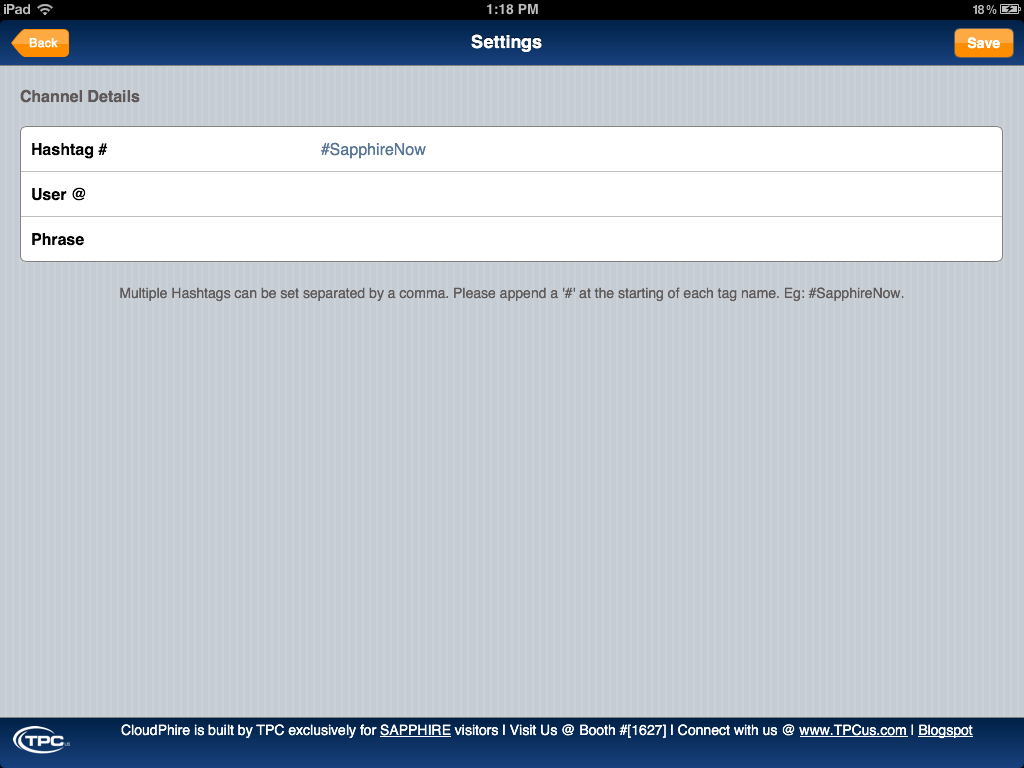 iPad 1:18 PM 18%
Back Settings Save
Channel Details
Hashtag # #SapphireNow
User @
Phrase
Multiple Hashtags can be set separated by a comma. Please append a '#' at the starting of each tag name. Eg: #SapphireNow.
CloudPhire is built by TPC exclusively for SAPPHIRE visitors I Visit Us @ Booth #[1627] I Connect with us @ www.TPCus.com I Blogspot
TPC